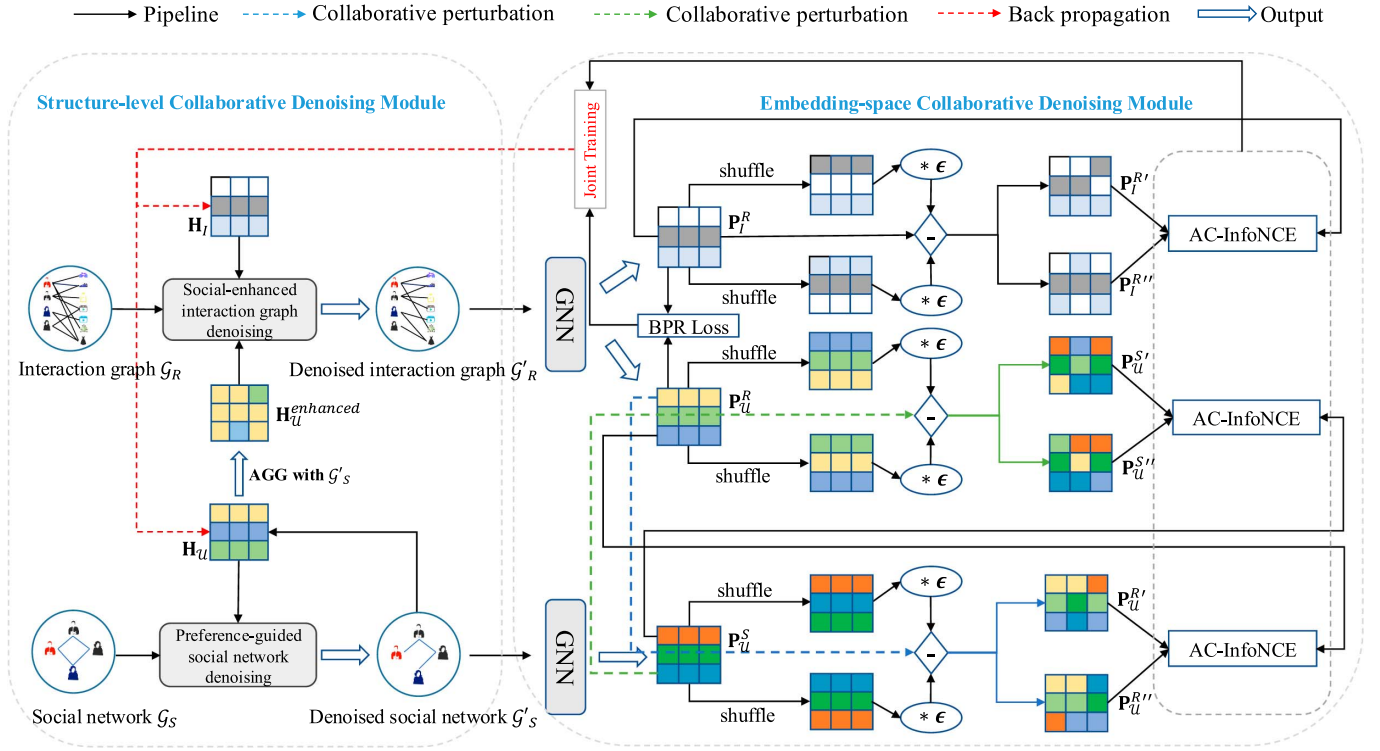 Pipeline
Collaborative perturbation
Collaborative perturbation
Back propagation
Output
Structure-level Collaborative Denoising Module
Embedding-space Collaborative Denoising Module
Joint Training
H_I
Social-enhanced
interaction graph
denoising
Interaction graph 𝒢_R
Denoised interaction graph 𝒢'_R
H_𝒰^{enhanced}
AGG with 𝒢'_S
H_𝒰
Preference-guided
social network
denoising
Social network 𝒢_S
Denoised social network 𝒢'_S
GNN
GNN
shuffle
* ϵ
P_I^R
-
shuffle
* ϵ
P_I^{R'}
P_I^{R''}
AC-InfoNCE
BPR Loss
shuffle
* ϵ
P_𝒰^R
-
shuffle
* ϵ
P_𝒰^{S'}
P_𝒰^{S''}
AC-InfoNCE
shuffle
* ϵ
P_𝒰^S
-
shuffle
* ϵ
P_𝒰^{R'}
P_𝒰^{R''}
AC-InfoNCE